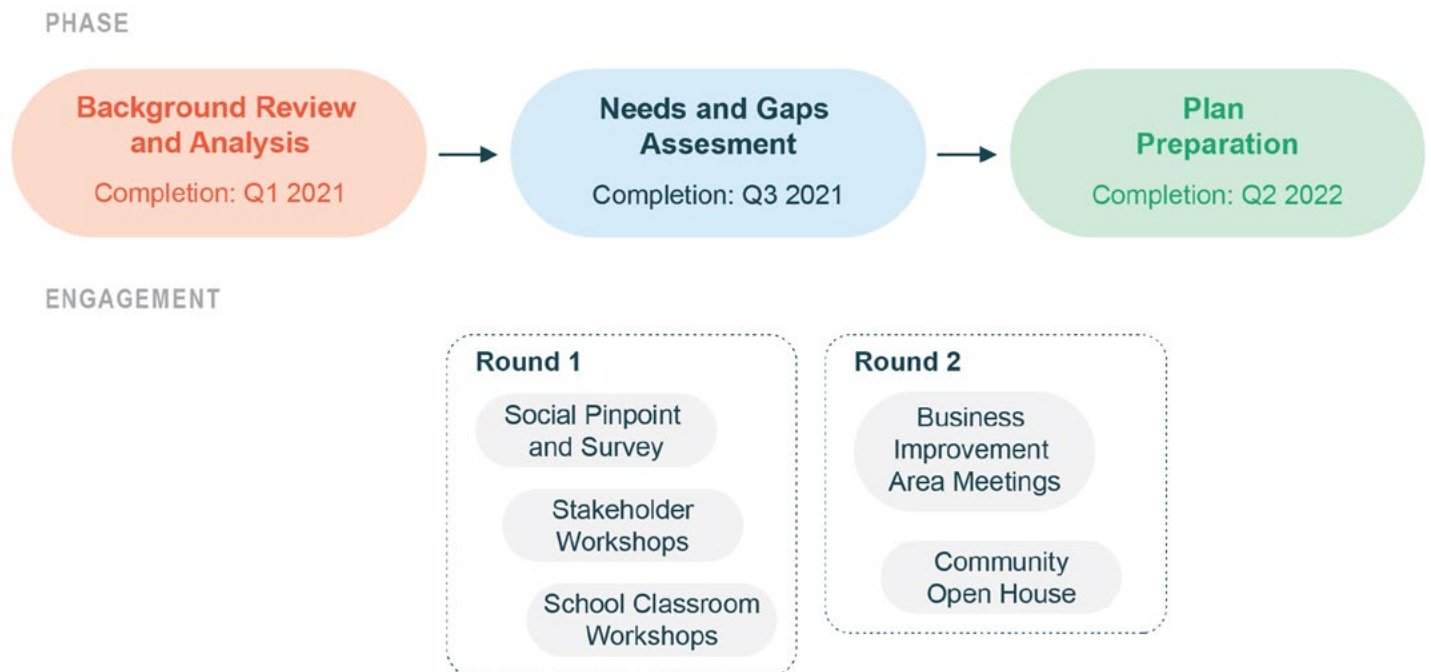 PHASE
Background Review
and Analysis
Completion: Q1 2021
Needs and Gaps
Assesment
Completion: Q3 2021
Plan
Preparation
Completion: Q2 2022
ENGAGEMENT
Round 1
Social Pinpoint
and Survey
Stakeholder
Workshops
School Classroom
Workshops
Round 2
Business
Improvement
Area Meetings
Community
Open House